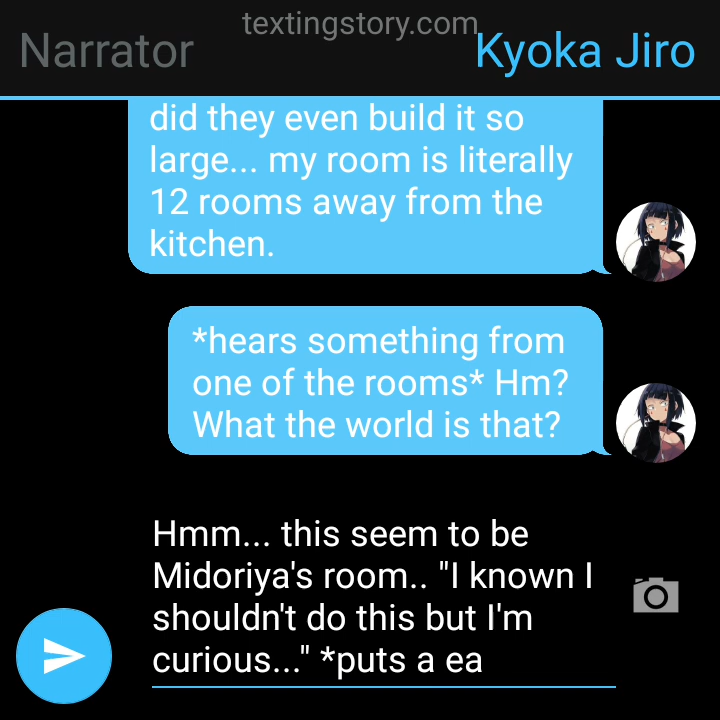 textingstory.com
Narrator
Kyoka Jiro
did they even build it so
large... my room is literally
12 rooms away from the
kitchen.
*hears something from
one of the rooms* Hm?
What the world is that?
Hmm... this seem to be
Midoriya's room.. "I known I
shouldn't do this but I'm
curious..." *puts a ea